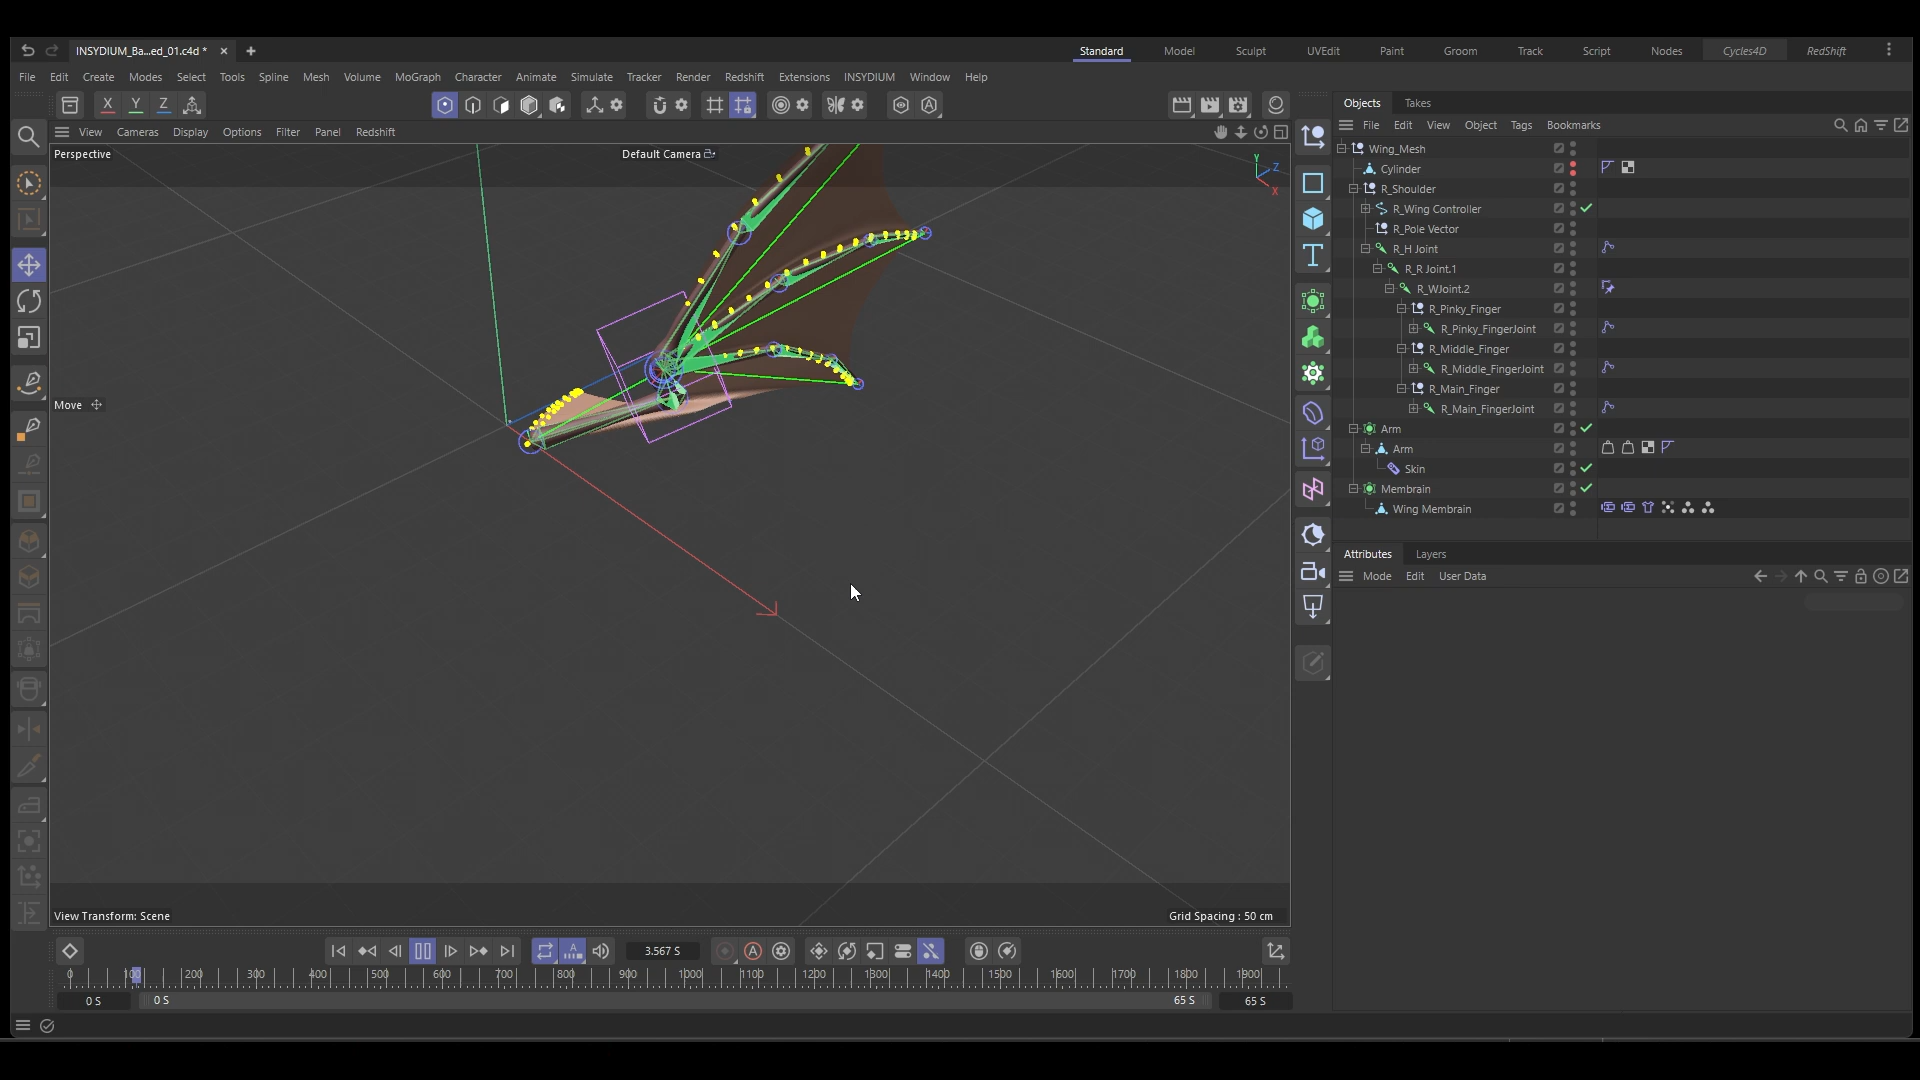 INSYDIUM_Ba...ed_01.c4d *
Standard
Model
Sculpt
UVEdit
Paint
Groom
Track
Script
Nodes
Cycles4D
RedShift
File Edit Create Modes Select Tools Spline Mesh Volume MoGraph Character Animate Simulate Tracker Render Redshift Extensions INSYDIUM Window Help
X Y Z
Objects Takes
View Cameras Display Options Filter Panel Redshift
File Edit View Object Tags Bookmarks
Perspective
Default Camera
Y
Z
X
Wing_Mesh
Cylinder
R_Shoulder
R_Wing Controller
R_Pole Vector
R_H Joint
R_R Joint.1
R_WJoint.2
R_Pinky_Finger
R_Pinky_FingerJoint
R_Middle_Finger
R_Middle_FingerJoint
R_Main_Finger
R_Main_FingerJoint
Arm
Arm
Skin
Membrain
Wing Membrain
Move
Attributes Layers
Mode Edit User Data
View Transform: Scene
Grid Spacing : 50 cm
3.567 S
0 100 200 300 400 500 600 700 800 900 1000 1100 1200 1300 1400 1500 1600 1700 1800 1900
0 S
0 S
65 S
65 S